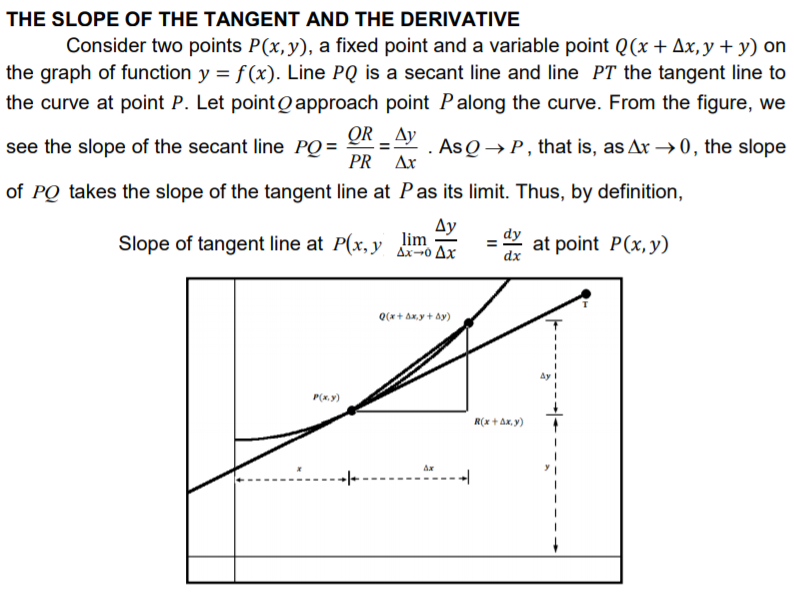 THE SLOPE OF THE TANGENT AND THE DERIVATIVE
Consider two points P(x, y), a fixed point and a variable point Q(x + Δx, y + y) on
the graph of function y = f(x). Line PQ is a secant line and line PT the tangent line to
the curve at point P. Let point Q approach point P along the curve. From the figure, we
see the slope of the secant line PQ = QR/PR = Δy/Δx . As Q → P, that is, as Δx → 0, the slope
of PQ takes the slope of the tangent line at P as its limit. Thus, by definition,
Slope of tangent line at P(x, y lim Δx→0 Δy/Δx = dy/dx at point P(x, y)
Q(x + Δx, y + Δy)
T
Δy
P(x, y)
R(x + Δx, y)
x
Δx
y